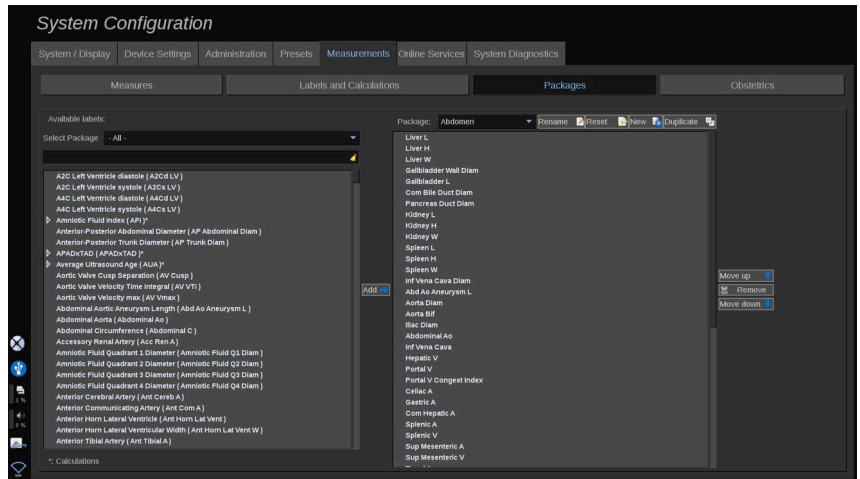 System Configuration
System / Display Device Settings Administration Presets Measurements Online Services System Diagnostics
Measures Labels and Calculations Packages Obstetrics
Available labels:
Select Package - All -
Package: Abdomen Rename Reset New Duplicate
A2C Left Ventricle diastole ( A2Cd LV )
A2C Left Ventricle systole ( A2Cs LV )
A4C Left Ventricle diastole ( A4Cd LV )
A4C Left Ventricle systole ( A4Cs LV )
Amniotic Fluid Index ( AFI )*
Anterior-Posterior Abdominal Diameter ( AP Abdominal Diam )
Anterior-Posterior Trunk Diameter ( AP Trunk Diam )
APADxTAD ( APADxTAD )*
Average Ultrasound Age ( AUA )*
Aortic Valve Cusp Separation ( AV Cusp )
Aortic Valve Velocity Time Integral ( AV VTI )
Aortic Valve Velocity max ( AV Vmax )
Abdominal Aortic Aneurysm Length ( Abd Ao Aneurysm L )
Abdominal Aorta ( Abdominal Ao )
Abdominal Circumference ( Abdominal C )
Accessory Renal Artery ( Acc Ren A )
Amniotic Fluid Quadrant 1 Diameter ( Amniotic Fluid Q1 Diam )
Amniotic Fluid Quadrant 2 Diameter ( Amniotic Fluid Q2 Diam )
Amniotic Fluid Quadrant 3 Diameter ( Amniotic Fluid Q3 Diam )
Amniotic Fluid Quadrant 4 Diameter ( Amniotic Fluid Q4 Diam )
Anterior Cerebral Artery ( Ant Cereb A )
Anterior Communicating Artery ( Ant Com A )
Anterior Horn Lateral Ventricle ( Ant Horn Lat Vent )
Anterior Horn Lateral Ventricular Width ( Ant Horn Lat Vent W )
Anterior Tibial Artery ( Ant Tibial A )
*: Calculations
Add
Liver L
Liver H
Liver W
Gallbladder Wall Diam
Gallbladder L
Com Bile Duct Diam
Pancreas Duct Diam
Kidney L
Kidney H
Kidney W
Spleen L
Spleen H
Spleen W
Inf Vena Cava Diam
Abd Ao Aneurysm L
Aorta Diam
Aorta Bif
Iliac Diam
Abdominal Ao
Inf Vena Cava
Hepatic V
Portal V
Portal V Congest Index
Celiac A
Gastric A
Com Hepatic A
Splenic A
Splenic V
Sup Mesenteric A
Sup Mesenteric V
Move up
Remove
Move down
1 %
0 %